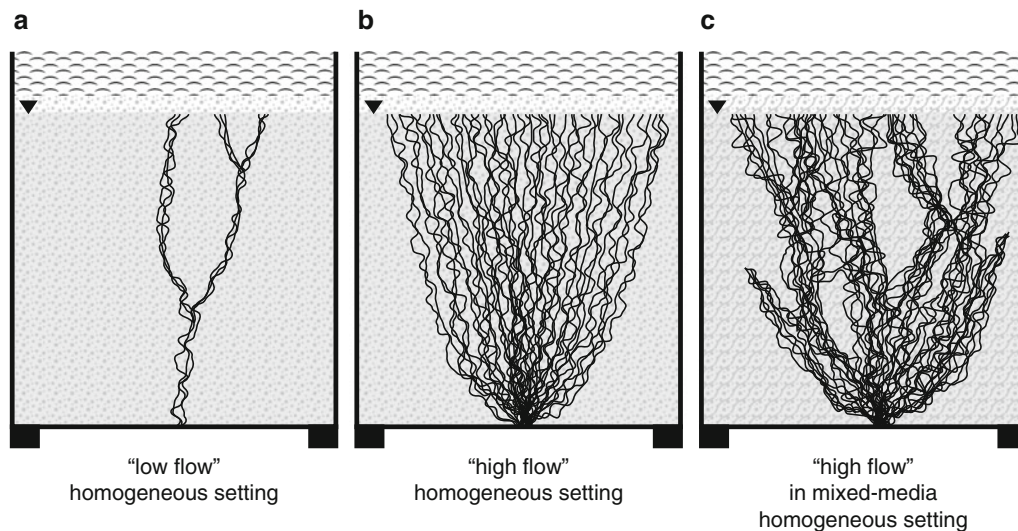 a
b
c
“low flow”
homogeneous setting
“high flow”
homogeneous setting
“high flow”
in mixed-media
homogeneous setting